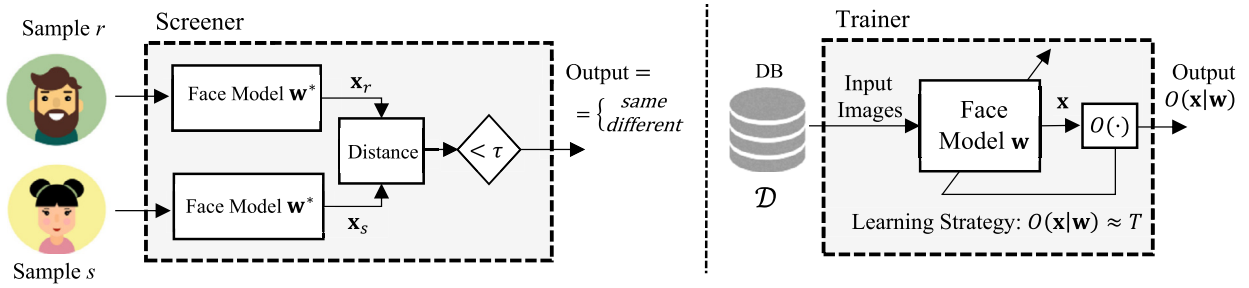 Screener
Sample r
Face Model w*
x_r
Distance
< τ
Output =
= { same
different
Face Model w*
x_s
Sample s
Trainer
DB
𝒟
Input
Images
Face
Model w
x
O(·)
Output
O(x|w)
Learning Strategy: O(x|w) ≈ T